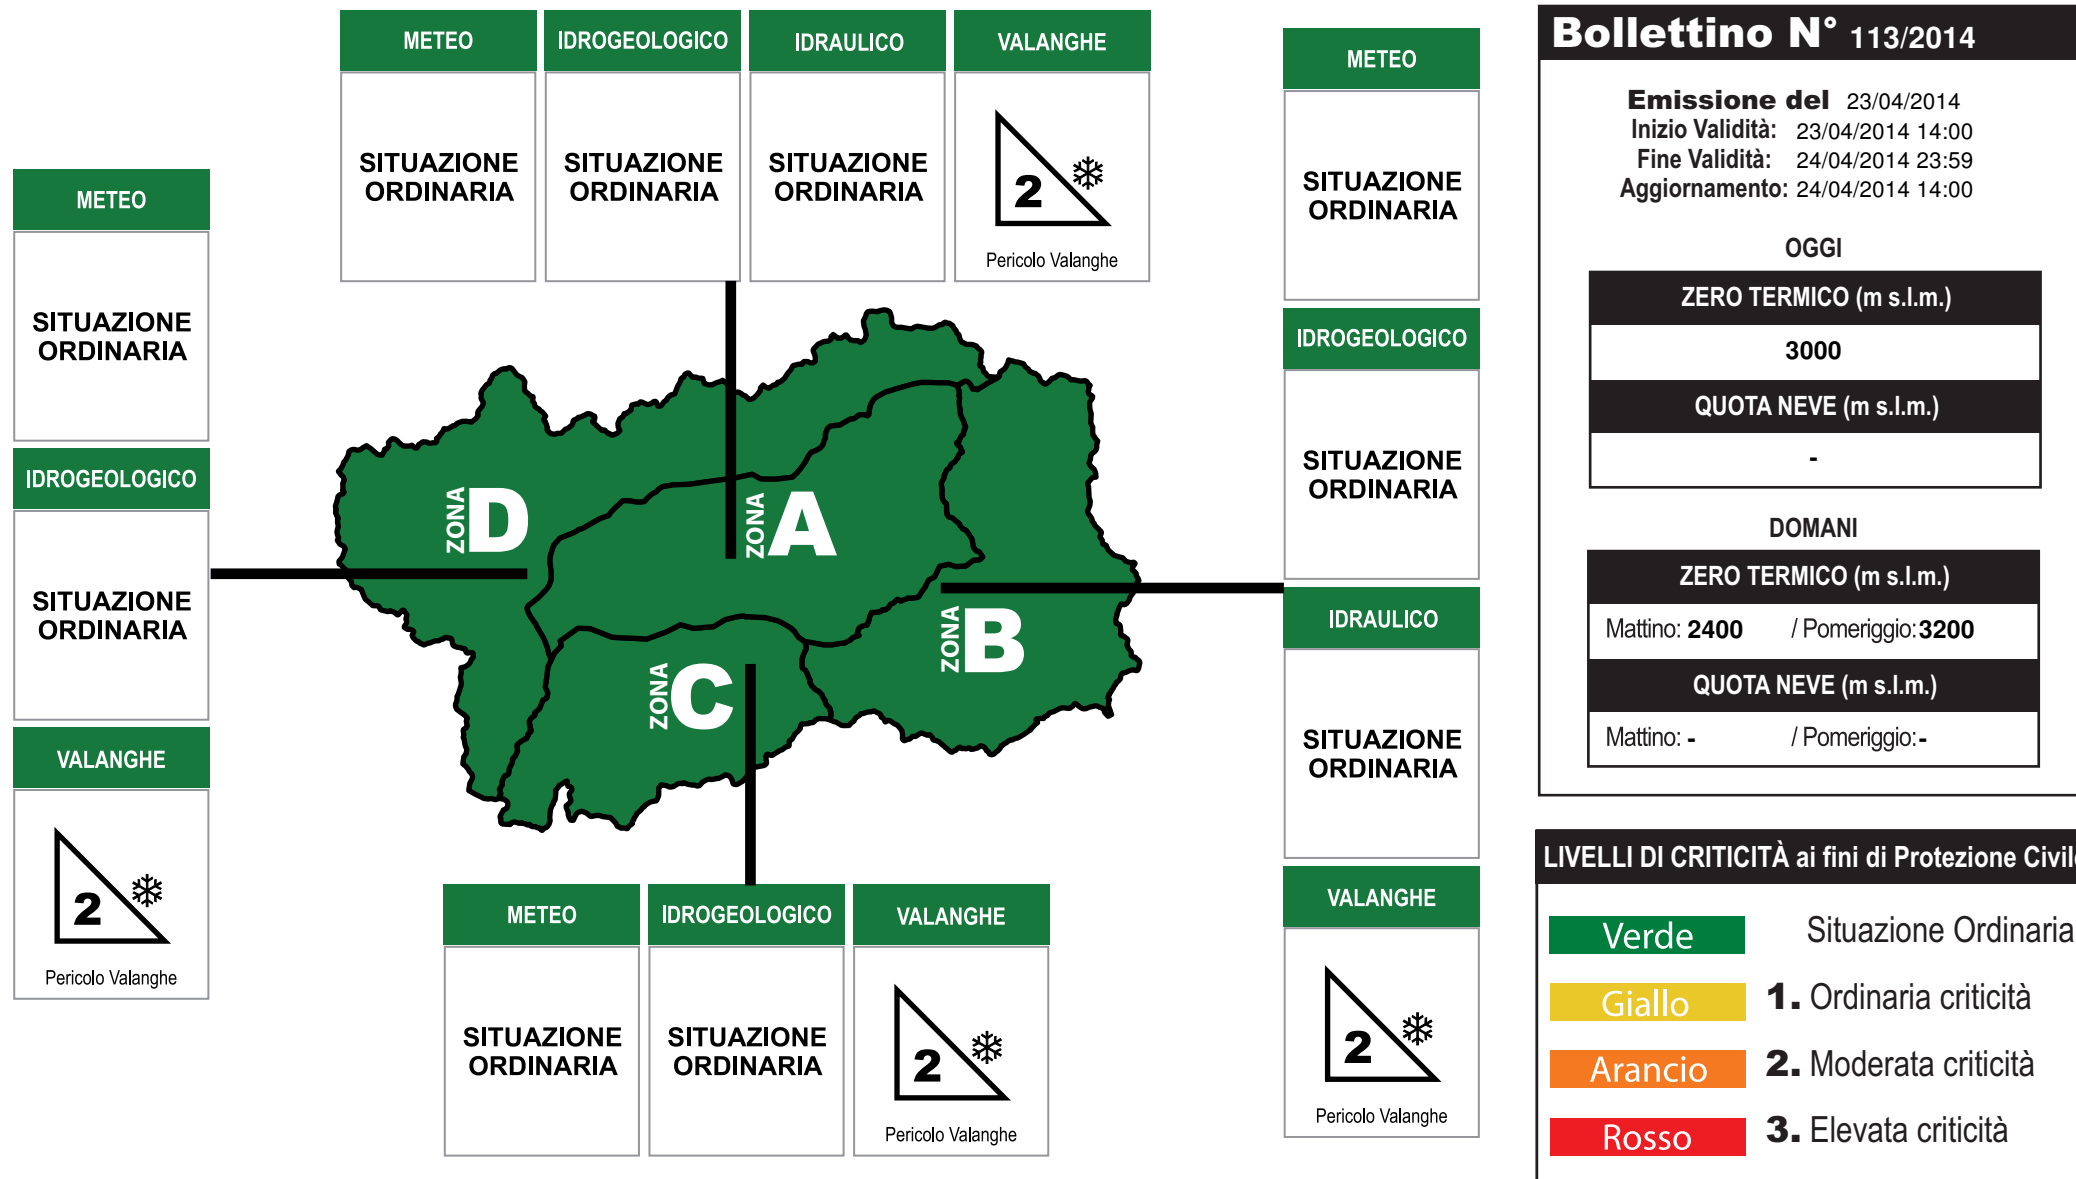 METEO
SITUAZIONE
ORDINARIA
IDROGEOLOGICO
SITUAZIONE
ORDINARIA
VALANGHE
2
Pericolo Valanghe
METEO
IDROGEOLOGICO
IDRAULICO
VALANGHE
SITUAZIONE
ORDINARIA
SITUAZIONE
ORDINARIA
SITUAZIONE
ORDINARIA
2
Pericolo Valanghe
ZONA D
ZONA A
ZONA B
ZONA C
METEO
IDROGEOLOGICO
VALANGHE
SITUAZIONE
ORDINARIA
SITUAZIONE
ORDINARIA
2
Pericolo Valanghe
METEO
SITUAZIONE
ORDINARIA
IDROGEOLOGICO
SITUAZIONE
ORDINARIA
IDRAULICO
SITUAZIONE
ORDINARIA
VALANGHE
2
Pericolo Valanghe
Bollettino N° 113/2014
Emissione del 23/04/2014
Inizio Validità: 23/04/2014 14:00
Fine Validità: 24/04/2014 23:59
Aggiornamento: 24/04/2014 14:00
OGGI
ZERO TERMICO (m s.l.m.)
3000
QUOTA NEVE (m s.l.m.)
-
DOMANI
ZERO TERMICO (m s.l.m.)
Mattino: 2400 / Pomeriggio: 3200
QUOTA NEVE (m s.l.m.)
Mattino: - / Pomeriggio: -
LIVELLI DI CRITICITÀ ai fini di Protezione Civil
Verde Situazione Ordinaria
Giallo 1. Ordinaria criticità
Arancio 2. Moderata criticità
Rosso 3. Elevata criticità